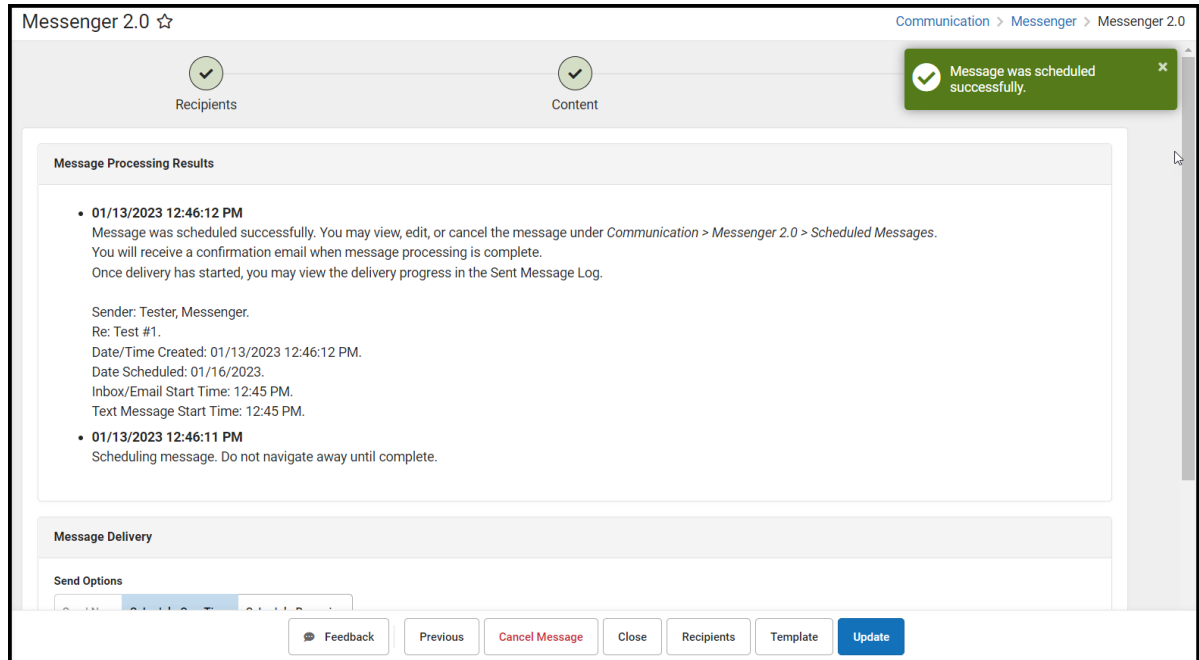 Messenger 2.0
Communication > Messenger > Messenger 2.0
Recipients
Content
Message was scheduled
successfully.
×
Message Processing Results
• 01/13/2023 12:46:12 PM
Message was scheduled successfully. You may view, edit, or cancel the message under Communication > Messenger 2.0 > Scheduled Messages.
You will receive a confirmation email when message processing is complete.
Once delivery has started, you may view the delivery progress in the Sent Message Log.
Sender: Tester, Messenger.
Re: Test #1.
Date/Time Created: 01/13/2023 12:46:12 PM.
Date Scheduled: 01/16/2023.
Inbox/Email Start Time: 12:45 PM.
Text Message Start Time: 12:45 PM.
• 01/13/2023 12:46:11 PM
Scheduling message. Do not navigate away until complete.
Message Delivery
Send Options
Feedback
Previous
Cancel Message
Close
Recipients
Template
Update